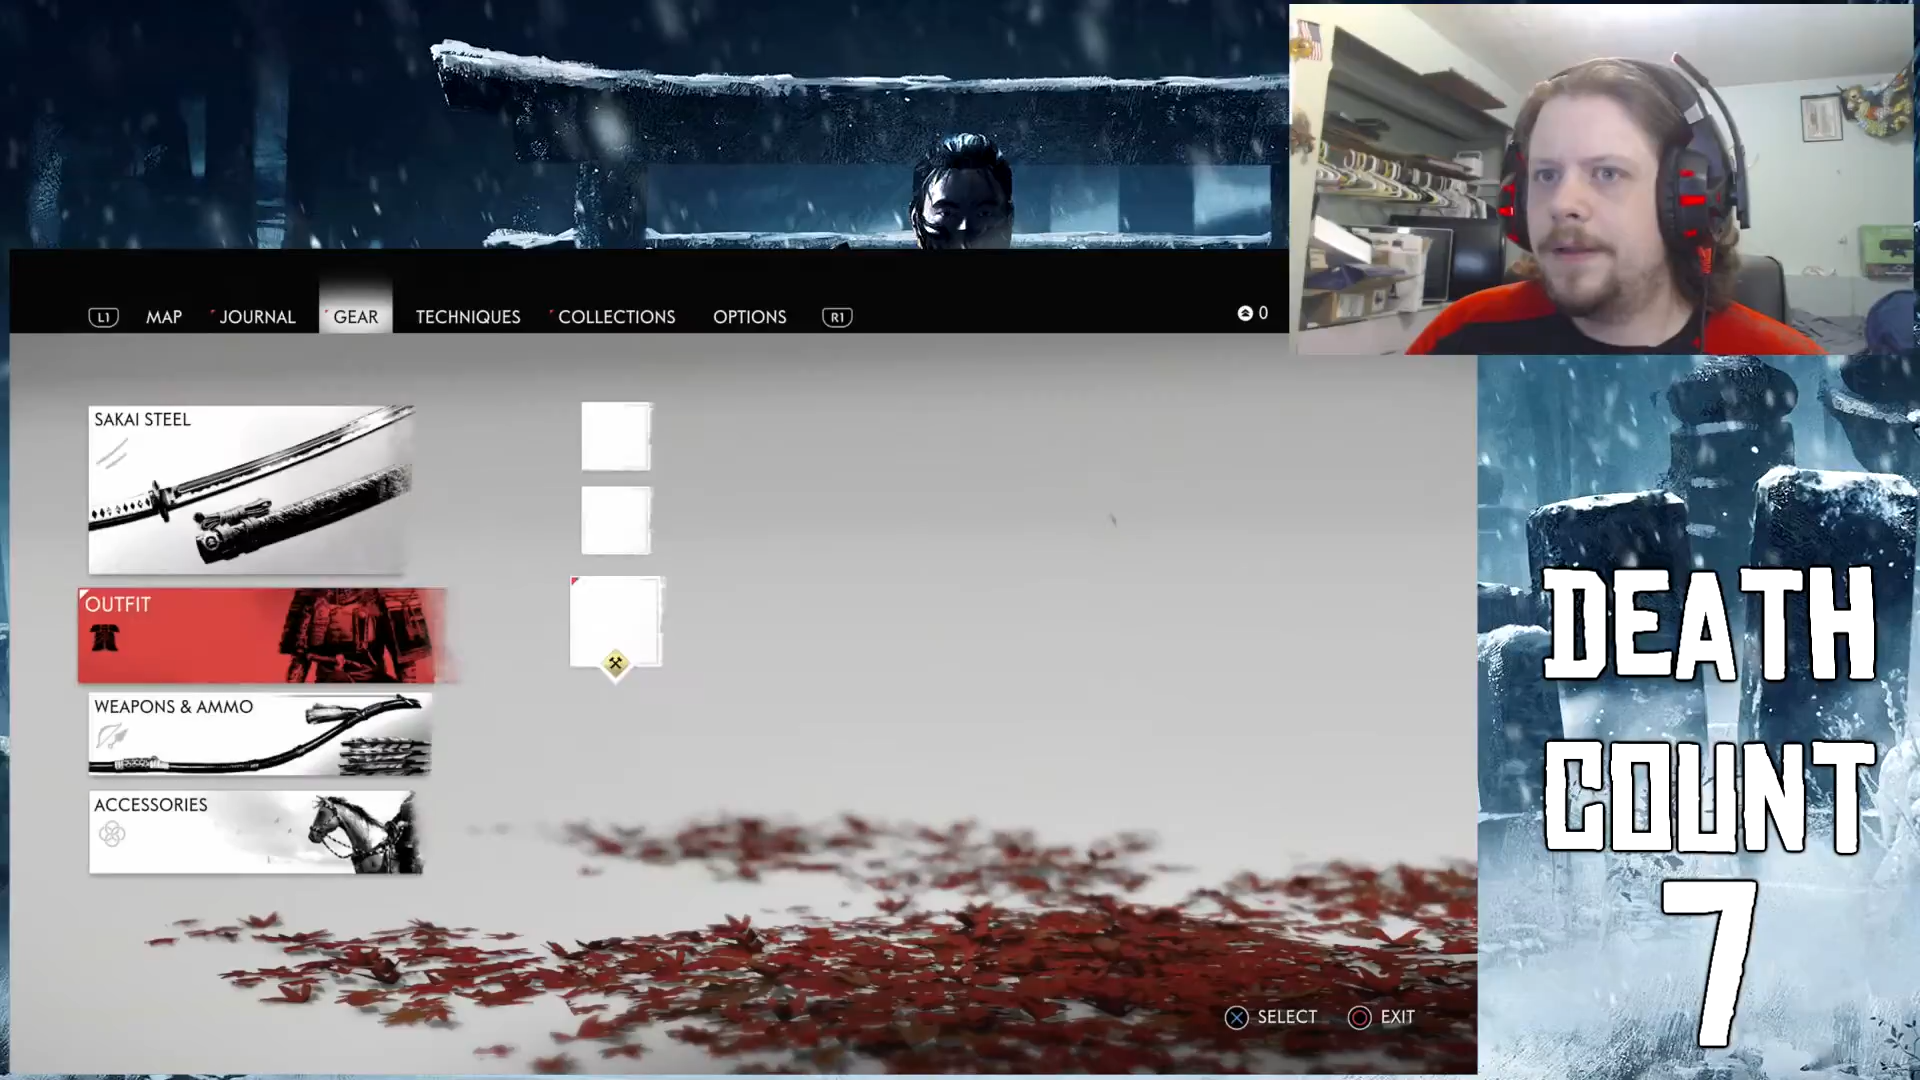 L1 MAP JOURNAL GEAR TECHNIQUES COLLECTIONS OPTIONS R1 0
SAKAI STEEL
OUTFIT
WEAPONS & AMMO
ACCESSORIES
SELECT EXIT
DEATH
COUNT
7